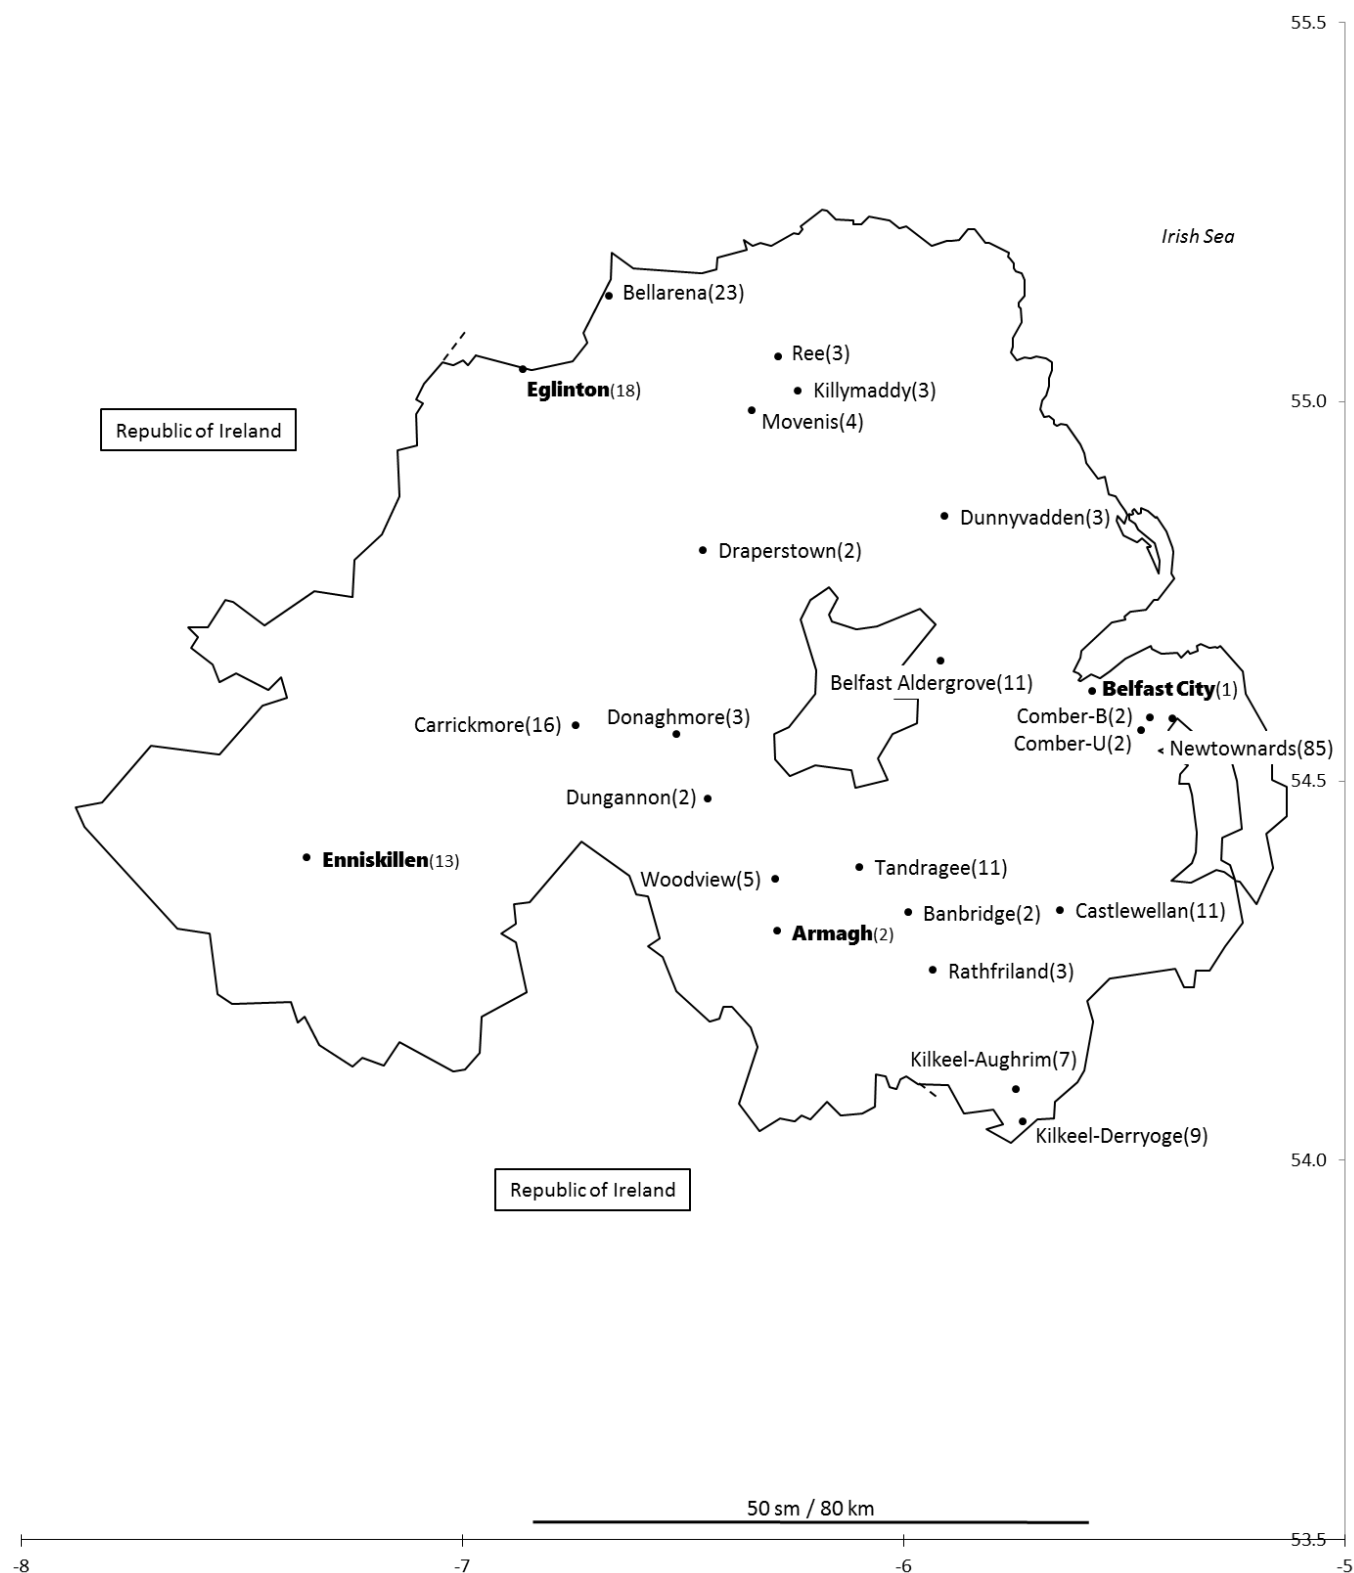 55.5
Irish Sea
Bellarena(23)
Ree(3)
Eglinton(18)
Killymaddy(3)
55.0
Movenis(4)
Republic of Ireland
Dunnyvadden(3)
Draperstown(2)
Belfast Aldergrove(11)
Belfast City(1)
Donaghmore(3)
Comber-B(2)
Carrickmore(16)
Comber-U(2)
Newtownards(85)
54.5
Dungannon(2)
Enniskillen(13)
Tandragee(11)
Woodview(5)
Banbridge(2)
Castlewellan(11)
Armagh(2)
Rathfriland(3)
Kilkeel-Aughrim(7)
Kilkeel-Derryoge(9)
54.0
Republic of Ireland
50 sm / 80 km
53.5
-8
-7
-6
-5